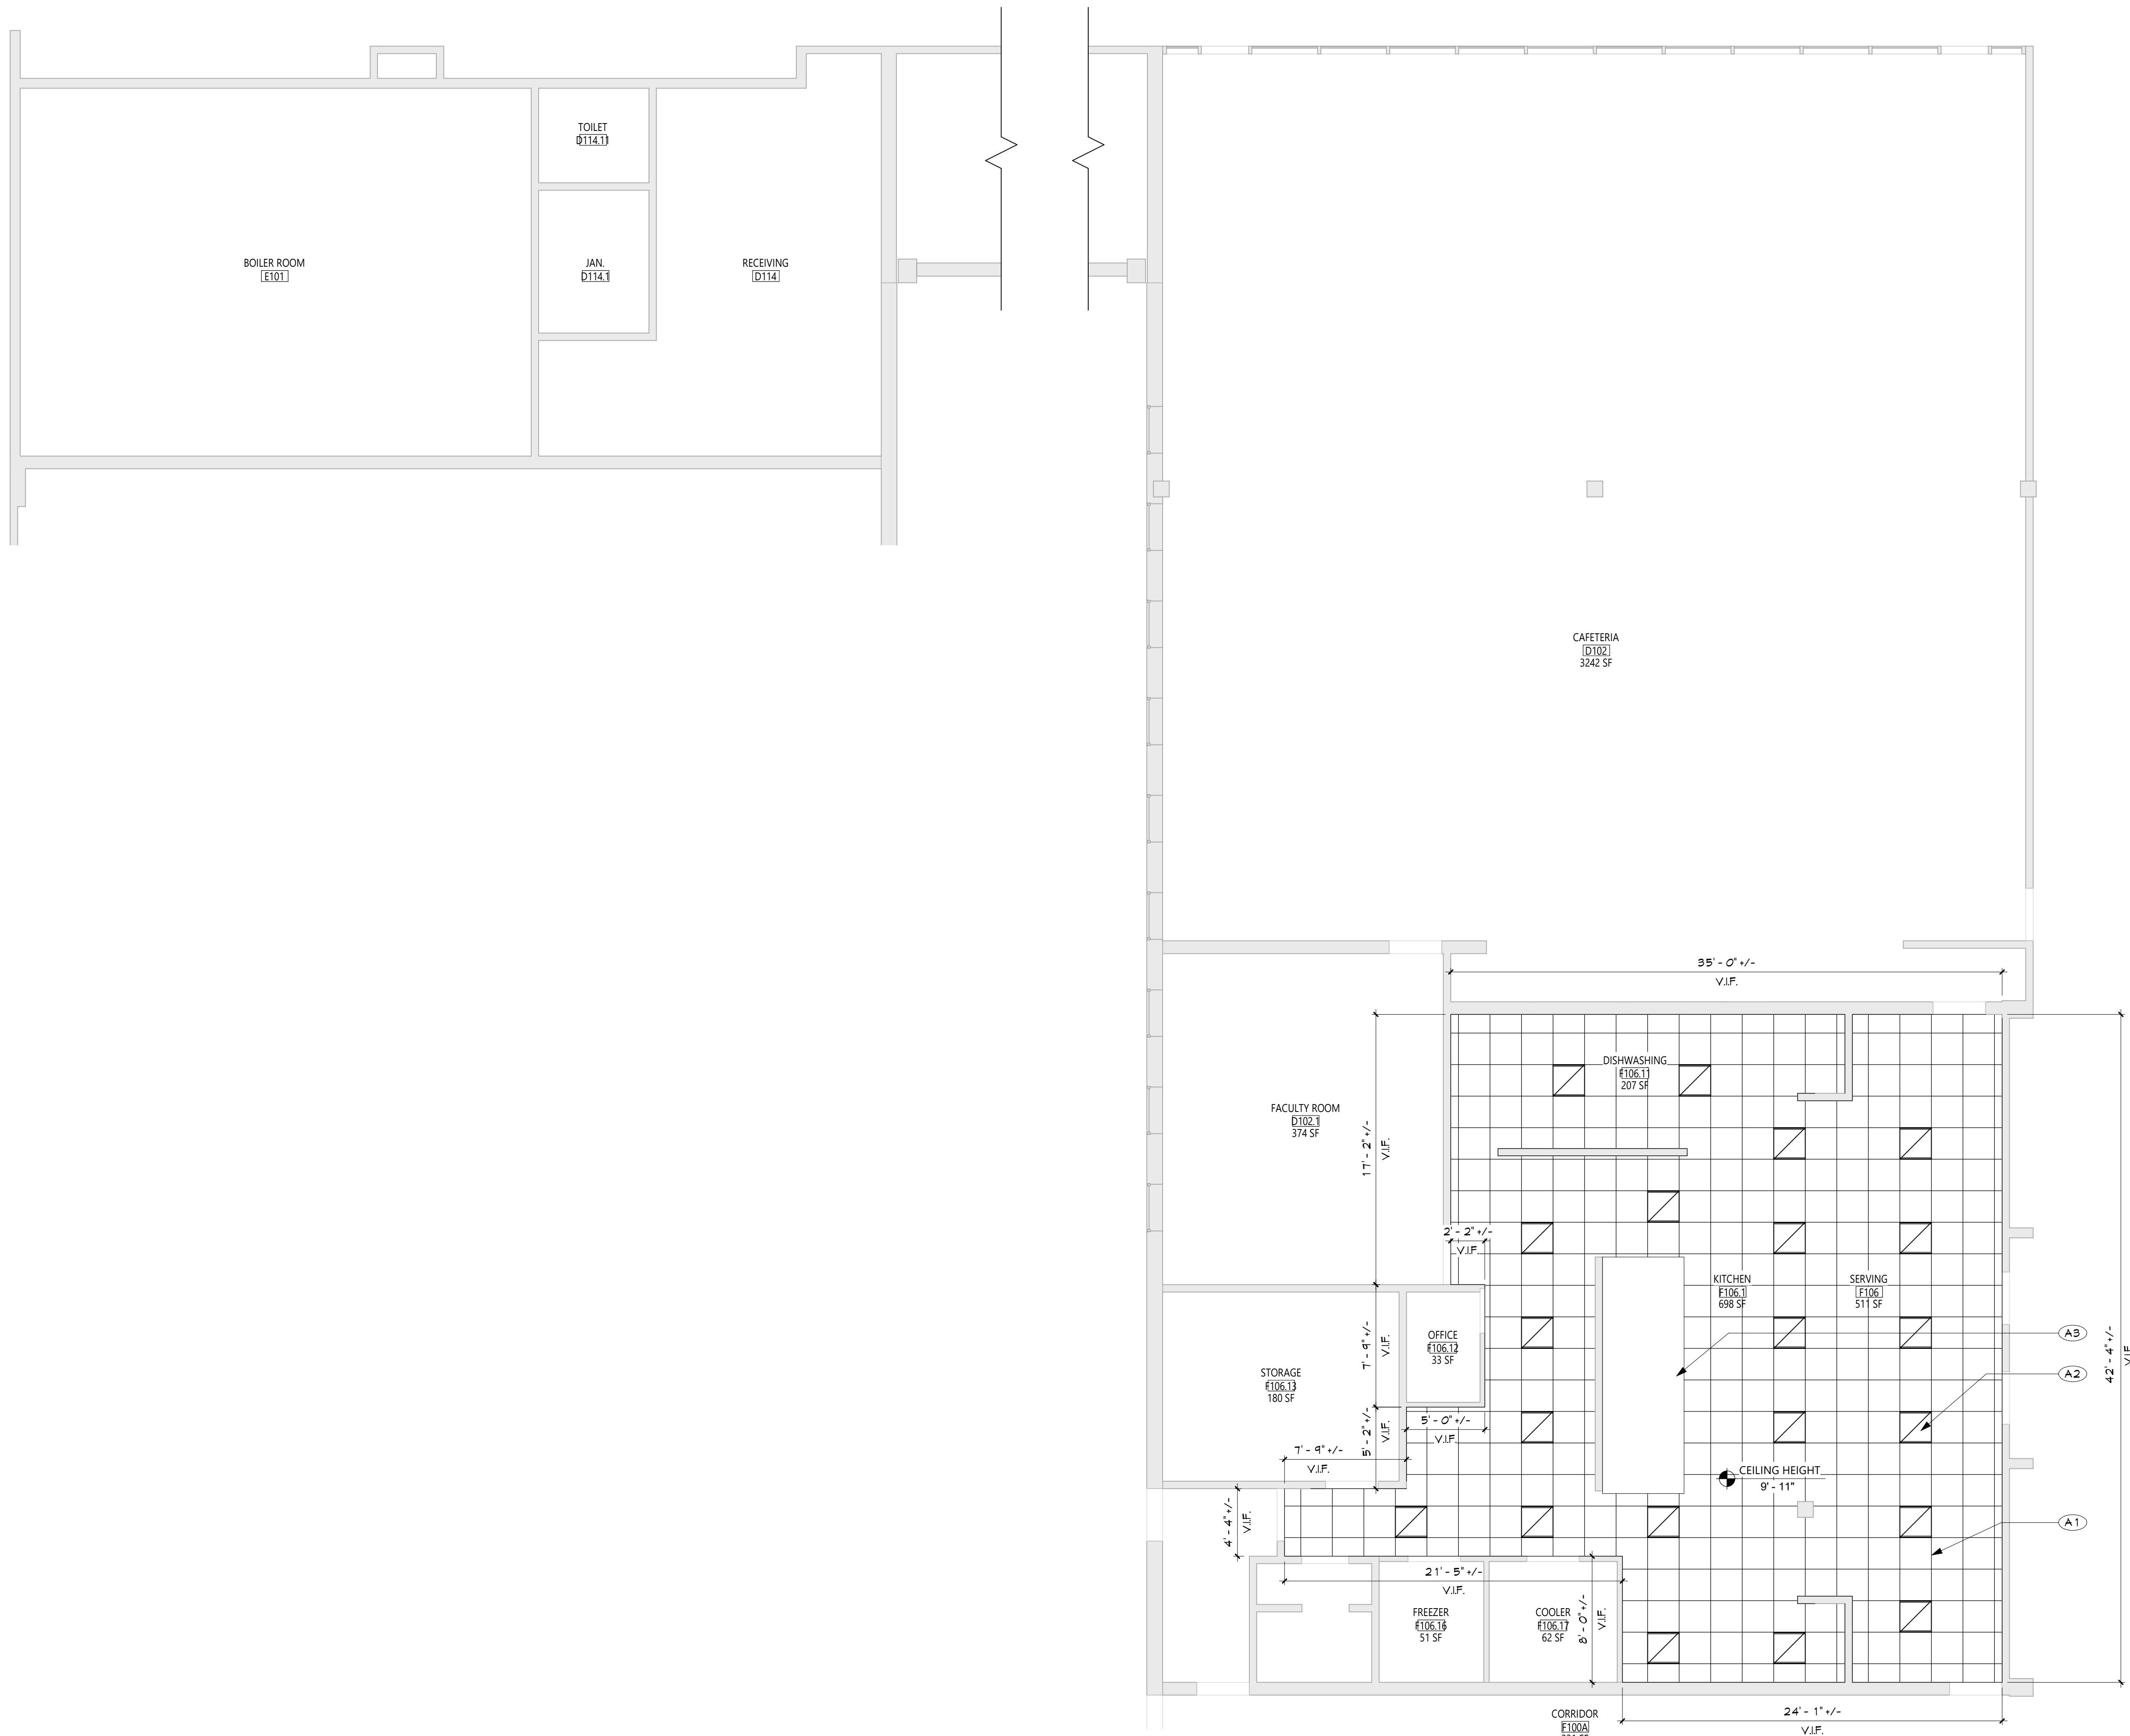 TOILET
D114.11
BOILER ROOM
E101
JAN.
D114.1
RECEIVING
D114
CAFETERIA
D102
3242 SF
35' - 0" +/-
V.I.F.
DISHWASHING
F106.11
207 SF
FACULTY ROOM
D102.1
374 SF
17' - 2" +/-
V.I.F.
2' - 2" +/-
V.I.F.
KITCHEN
F106.1
698 SF
SERVING
F106
511 SF
OFFICE
F106.12
33 SF
7' - 9" +/-
V.I.F.
A3
42' - 4" +/-
V.I.F.
STORAGE
F106.13
180 SF
A2
5' - 0" +/-
V.I.F.
5' - 2" +/-
V.I.F.
7' - 9" +/-
V.I.F.
CEILING HEIGHT
9' - 11"
4' - 4" +/-
V.I.F.
A1
21' - 5" +/-
V.I.F.
FREEZER
F106.16
51 SF
COOLER
F106.17
62 SF
8' - 0" +/-
V.I.F.
CORRIDOR
F100A
24' - 1" +/-
V.I.F.